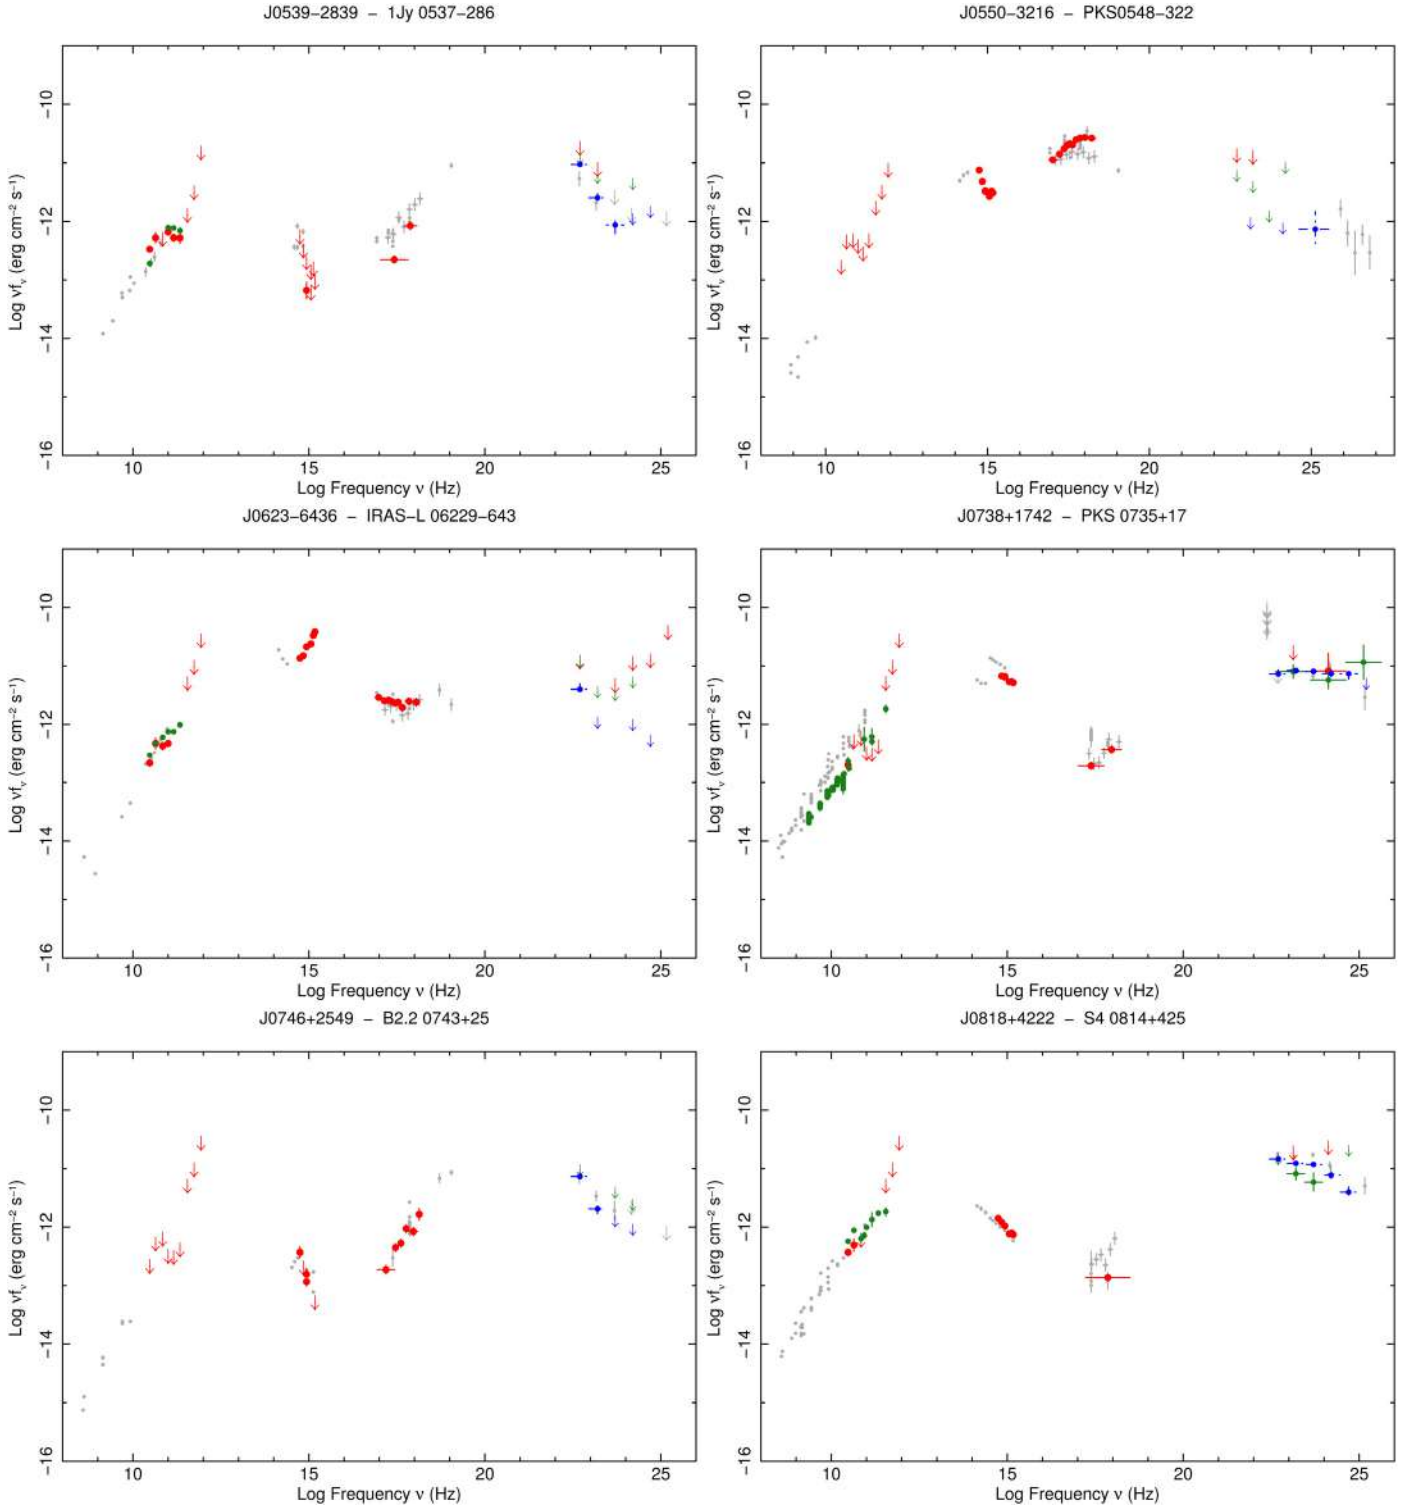 J0539−2839 − 1Jy 0537−286
−10
−12
−14
−16
Log νfν (erg cm−2 s−1)
10 15 20 25
Log Frequency ν (Hz)
J0550−3216 − PKS0548−322
−10
−12
−14
−16
Log νfν (erg cm−2 s−1)
10 15 20 25
Log Frequency ν (Hz)
J0623−6436 − IRAS−L 06229−643
−10
−12
−14
−16
Log νfν (erg cm−2 s−1)
10 15 20 25
Log Frequency ν (Hz)
J0738+1742 − PKS 0735+17
−10
−12
−14
−16
Log νfν (erg cm−2 s−1)
10 15 20 25
Log Frequency ν (Hz)
J0746+2549 − B2.2 0743+25
−10
−12
−14
−16
Log νfν (erg cm−2 s−1)
10 15 20 25
Log Frequency ν (Hz)
J0818+4222 − S4 0814+425
−10
−12
−14
−16
Log νfν (erg cm−2 s−1)
10 15 20 25
Log Frequency ν (Hz)